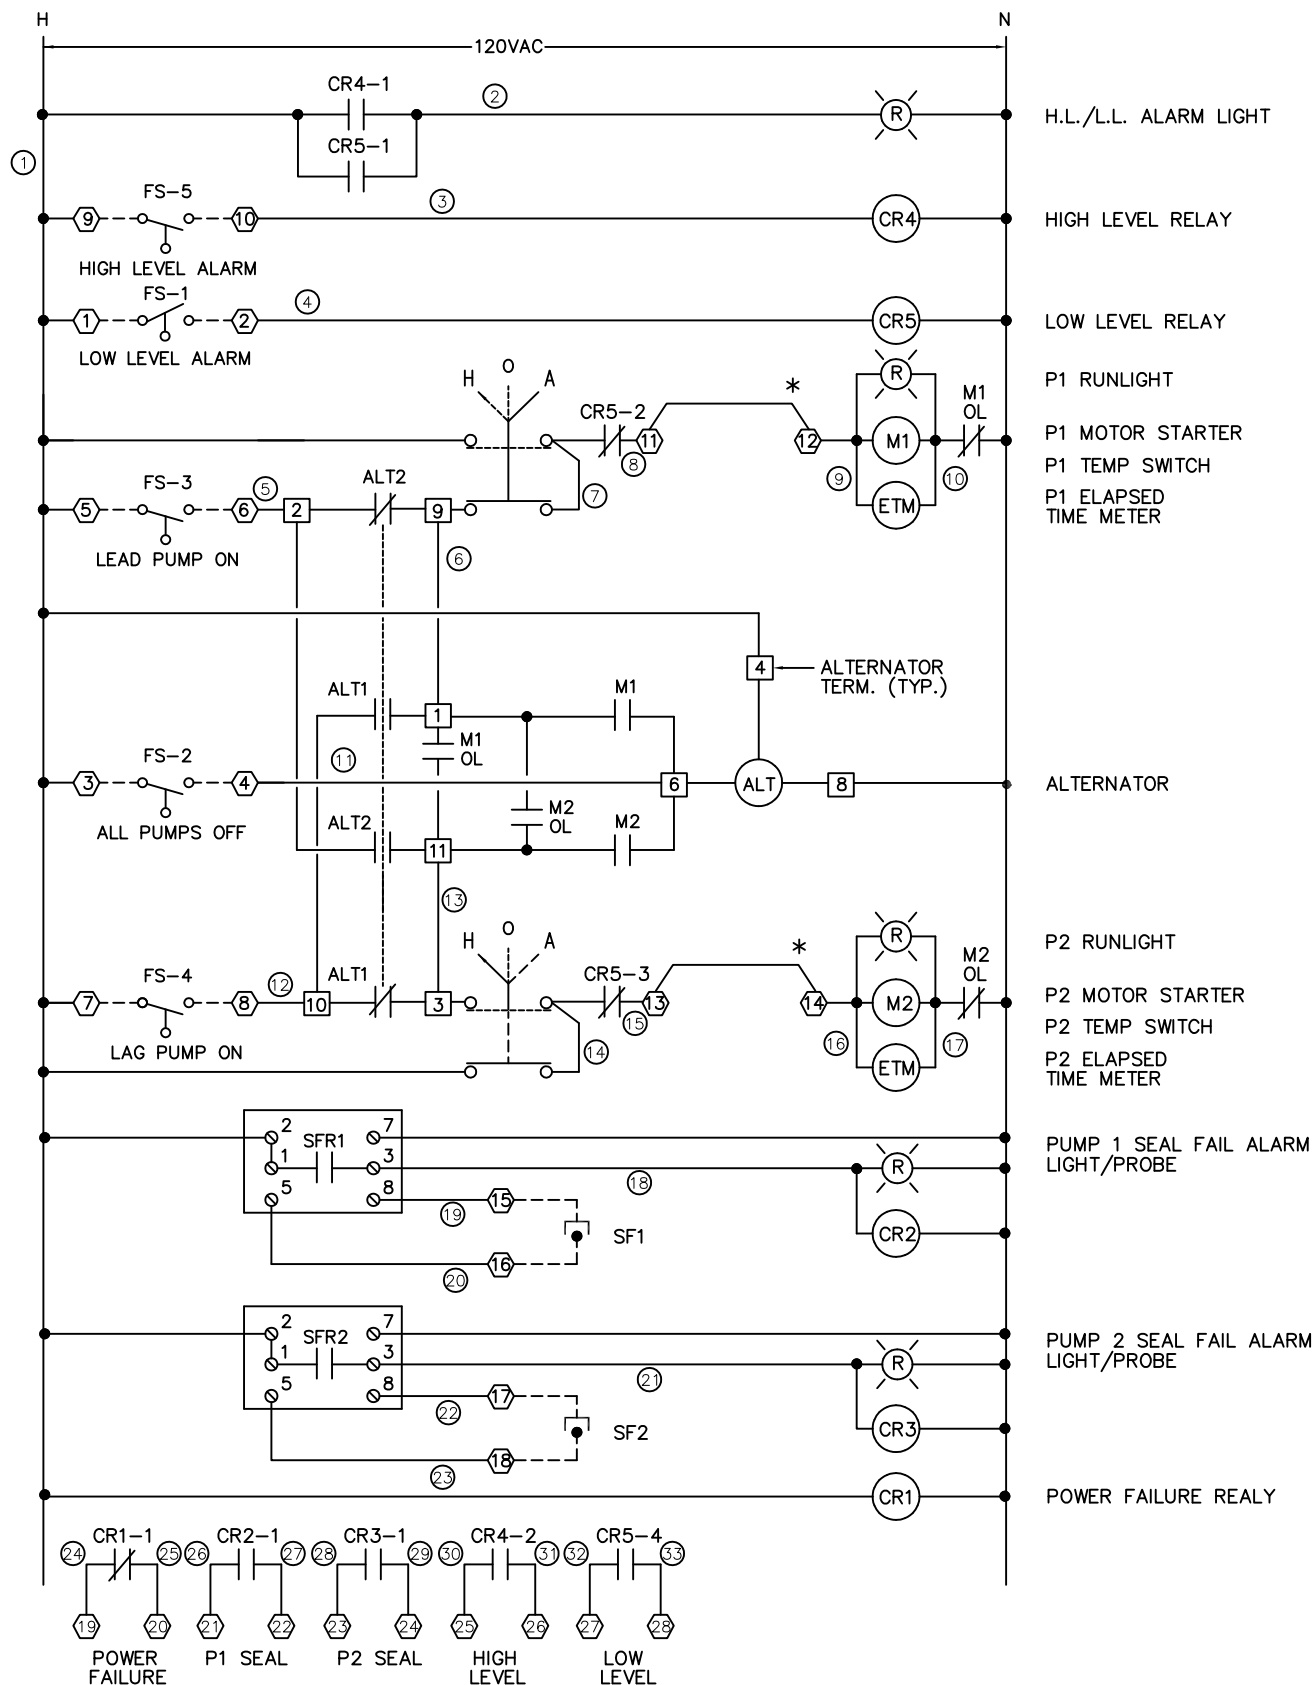 H N
120VAC
CR4-1
2
R
H.L./L.L. ALARM LIGHT
CR5-1
1
FS-5
3
9
10
CR4
HIGH LEVEL RELAY
HIGH LEVEL ALARM
FS-1
4
1
2
CR5
LOW LEVEL RELAY
LOW LEVEL ALARM
H O A
*
R
P1 RUNLIGHT
M1
OL
CR5-2
11
12
M1
P1 MOTOR STARTER
8
9
10
P1 TEMP SWITCH
FS-3
5
ALT2
7
5
6
2
9
ETM
P1 ELAPSED
TIME METER
LEAD PUMP ON
6
4
ALTERNATOR
TERM. (TYP.)
ALT1
1
M1
M1
OL
11
FS-2
3
4
6
ALT
8
ALTERNATOR
M2
OL
ALL PUMPS OFF
ALT2
11
M2
13
H O A
*
R
P2 RUNLIGHT
M2
OL
FS-4
12
ALT1
CR5-3
7
8
10
3
13
14
M2
P2 MOTOR STARTER
15
16
17
P2 TEMP SWITCH
LAG PUMP ON
14
ETM
P2 ELAPSED
TIME METER
2 7
SFR1
1 3
5 8
18
R
PUMP 1 SEAL FAIL ALARM
LIGHT/PROBE
19
15
SF1
CR2
20
16
2 7
SFR2
1 3
5 8
21
R
PUMP 2 SEAL FAIL ALARM
LIGHT/PROBE
22
17
SF2
CR3
23
18
CR1
POWER FAILURE REALY
CR1-1 CR2-1 CR3-1 CR4-2 CR5-4
24 25 26 27 28 29 30 31 32 33
19 20 21 22 23 24 25 26 27 28
POWER
FAILURE
P1 SEAL
P2 SEAL
HIGH
LEVEL
LOW
LEVEL